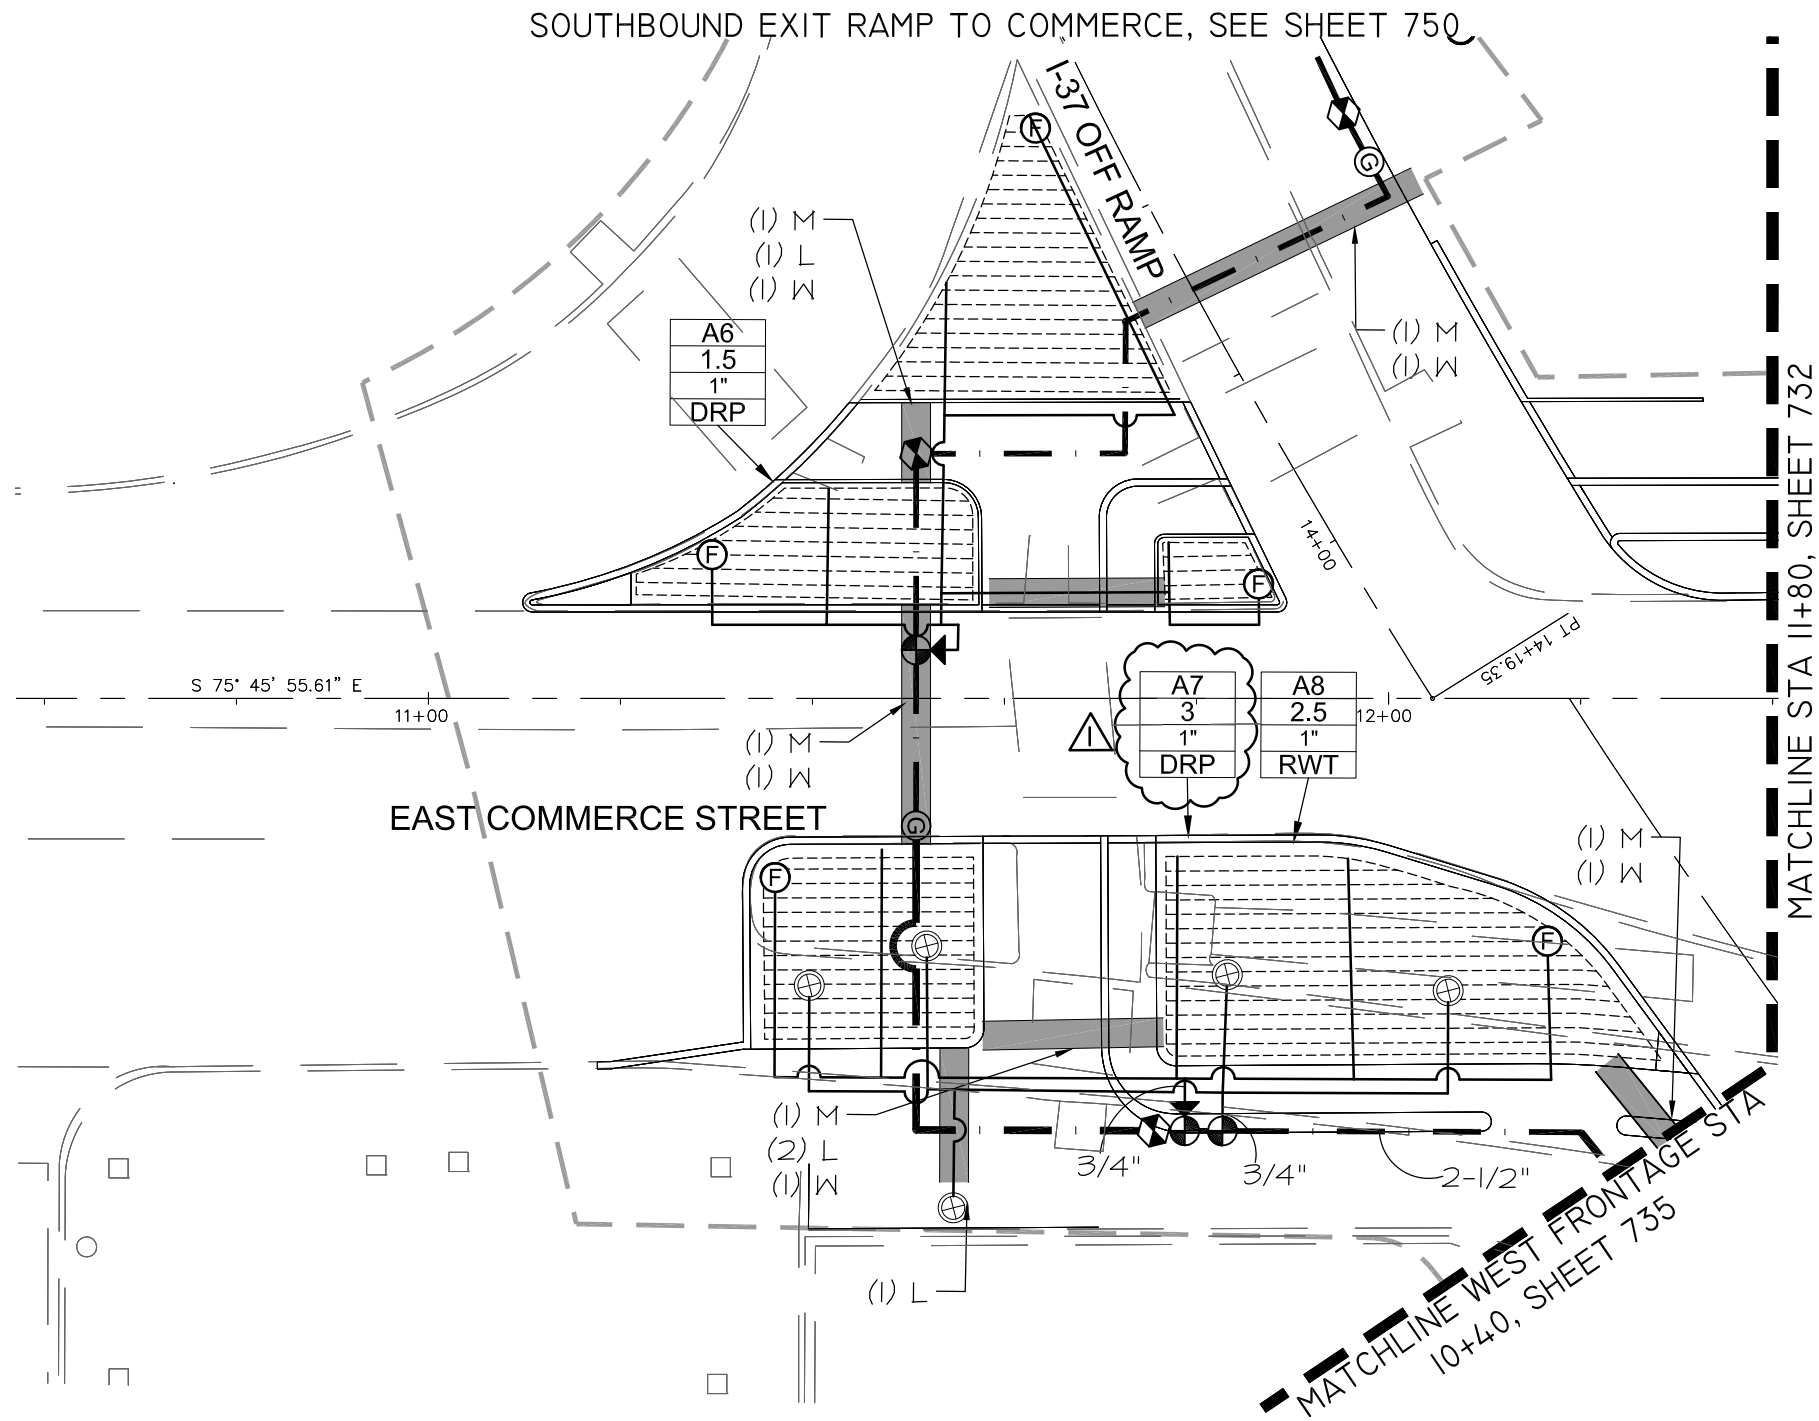 SOUTHBOUND EXIT RAMP TO COMMERCE, SEE SHEET 750
I-37 OFF RAMP
F
G
(1) M
(1) L
(1) W
A6
1.5
1"
DRP
(1) M
(1) W
MATCHLINE STA 11+80, SHEET 732
F
F
14+00
PT 14+19.35
S 75° 45' 55.61" E
11+00
12+00
A7
3
1"
DRP
A8
2.5
1"
RWT
1
(1) M
(1) W
EAST COMMERCE STREET
G
(1) M
(1) W
F
F
(1) M
(2) L
(1) W
3/4"
3/4"
2-1/2"
(1) L
MATCHLINE WEST FRONTAGE STA
10+40, SHEET 735